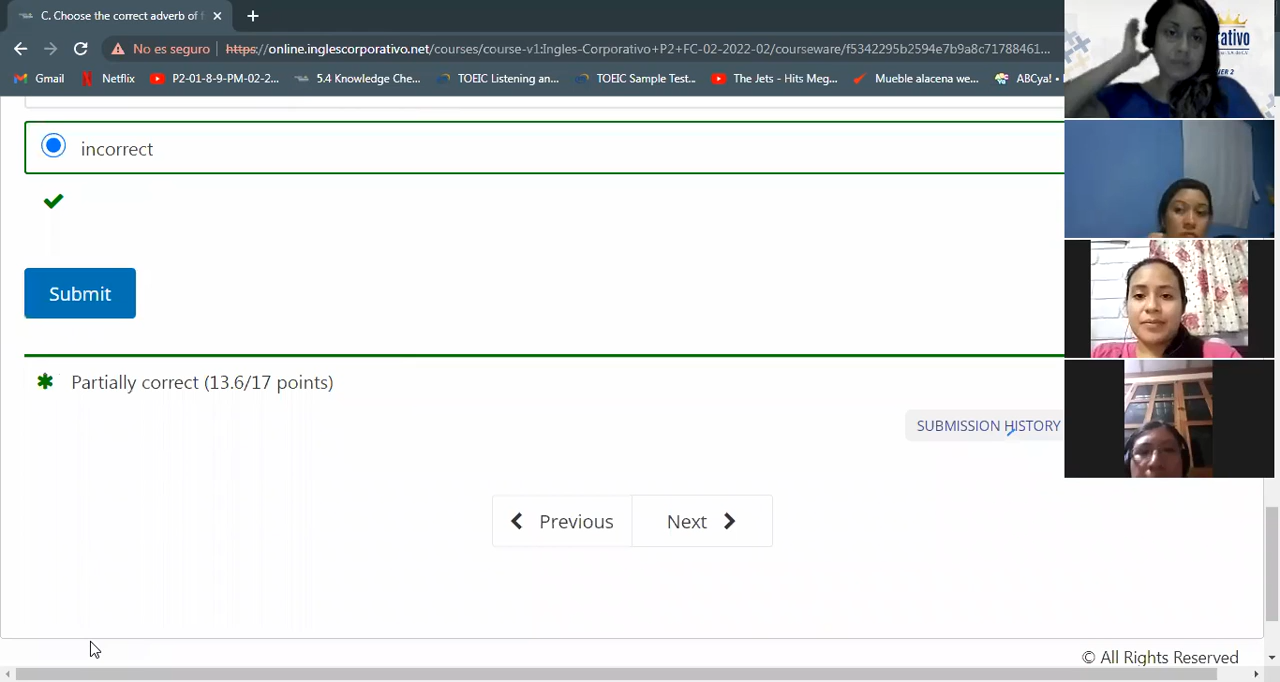 C. Choose the correct adverb of f
No es seguro
https://online.inglescorporativo.net/courses/course-v1:Ingles-Corporativo+P2+FC-02-2022-02/courseware/f5342295b2594e7b9a8c71788461...
Gmail
Netflix
P2-01-8-9-PM-02-2...
5.4 Knowledge Che...
TOEIC Listening an...
TOEIC Sample Test...
The Jets - Hits Meg...
Mueble alacena we...
ABCya! •
rativo
incorrect
Submit
Partially correct (13.6/17 points)
SUBMISSION HISTORY
Previous
Next
© All Rights Reserved